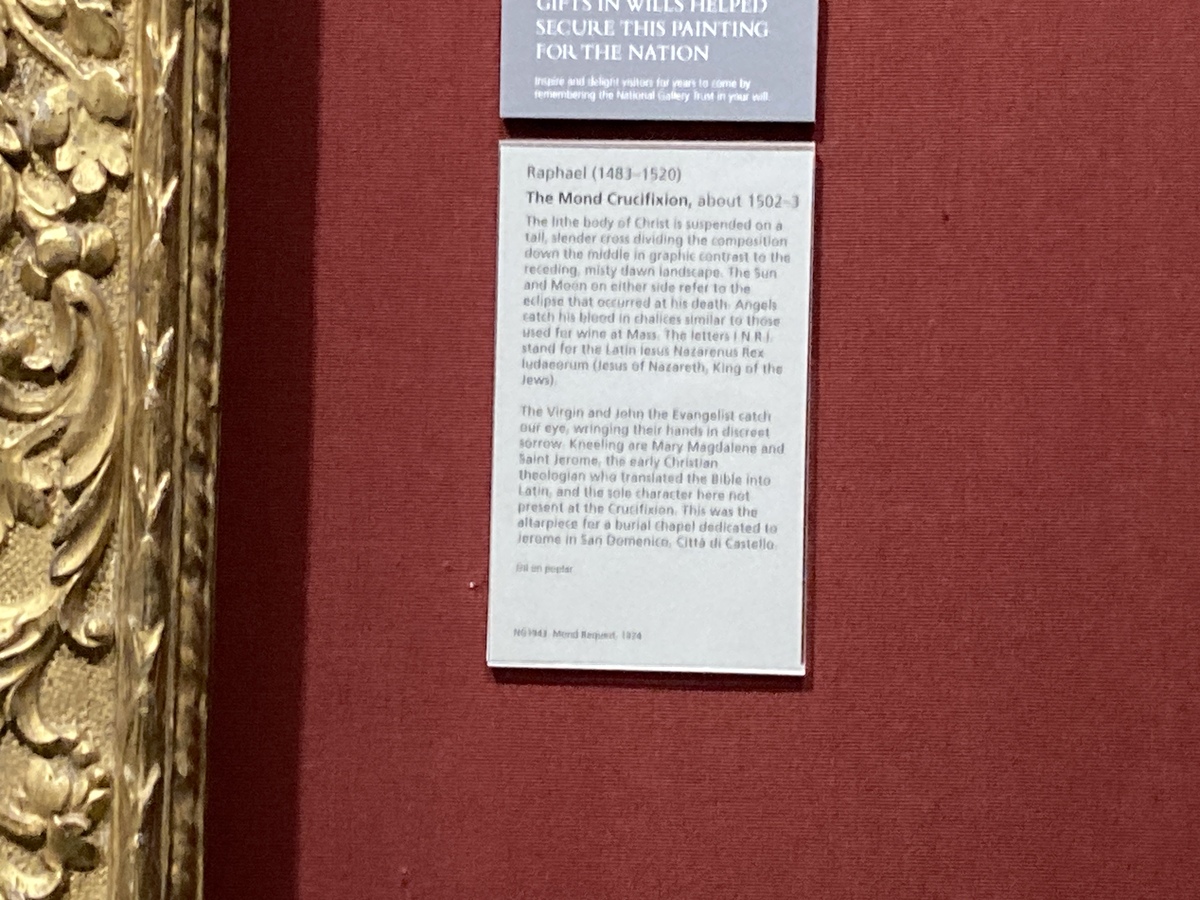 GIFTS IN WILLS HELPED
SECURE THIS PAINTING
FOR THE NATION
Inspire and delight visitors for years to come by
remembering the National Gallery Trust in your will.
Raphael (1483–1520)
The Mond Crucifixion, about 1502–3
The lithe body of Christ is suspended on a
tall, slender cross dividing the composition
down the middle in graphic contrast to the
receding, misty dawn landscape. The Sun
and Moon on either side refer to the
eclipse that occurred at his death. Angels
catch his blood in chalices similar to those
used for wine at Mass. The letters I.N.R.I.
stand for the Latin Iesus Nazarenus Rex
Iudaeorum (Jesus of Nazareth, King of the
Jews).
The Virgin and John the Evangelist catch
our eye, wringing their hands in discreet
sorrow. Kneeling are Mary Magdalene and
Saint Jerome, the early Christian
theologian who translated the Bible into
Latin, and the sole character here not
present at the Crucifixion. This was the
altarpiece for a burial chapel dedicated to
Jerome in San Domenico, Città di Castello.
Oil on poplar
NG3943. Mond Bequest, 1924